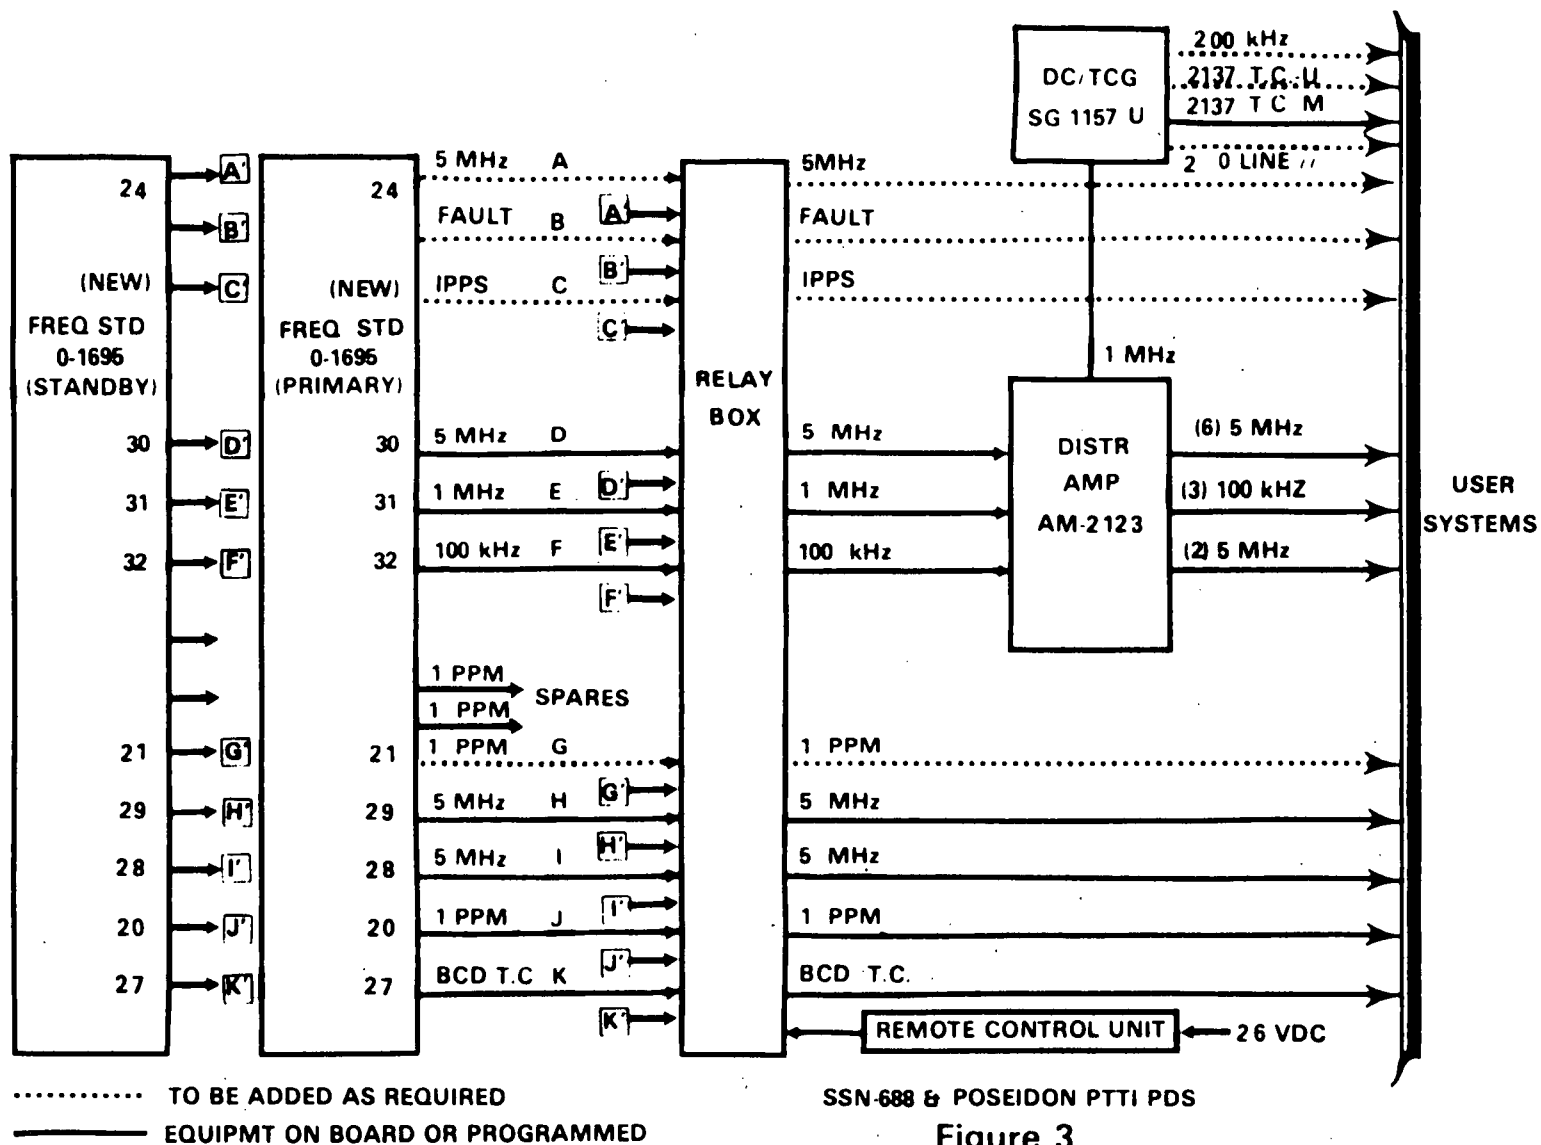 DC/TCG
SG 1157 U
200 kHz
2137 T.C. U
2137 T C M
2 0 LINE
24
A'
B'
(NEW)
C'
FREQ STD
0-1695
(STANDBY)
30
D'
31
E'
32
F'
21
G'
29
H'
28
I'
20
J'
27
K'
24
(NEW)
FREQ STD
0-1695
(PRIMARY)
30
31
32
21
29
28
20
27
5 MHz A
A'
FAULT B
B'
IPPS C
C'
5 MHz D
D'
1 MHz E
E'
100 kHz F
F'
1 PPM
SPARES
1 PPM
1 PPM G
G'
5 MHz H
H'
5 MHz I
I'
1 PPM J
J'
BCD T.C K
K'
RELAY
BOX
5MHz
FAULT
IPPS
1 MHz
5 MHz
1 MHz
100 kHz
DISTR
AMP
AM-2123
(6) 5 MHz
(3) 100 kHZ
(2) 5 MHz
USER
SYSTEMS
1 PPM
5 MHz
5 MHz
1 PPM
BCD T.C.
REMOTE CONTROL UNIT
26 VDC
TO BE ADDED AS REQUIRED
EQUIPMT ON BOARD OR PROGRAMMED
SSN-688 & POSEIDON PTTI PDS
Figure 3